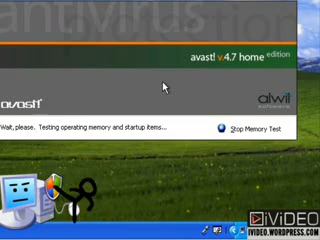 antivirus
avast! v.4.7 home edition
avast!
alwil
software
Wait, please. Testing operating memory and startup items...
Stop Memory Test
iViDEO
IVIDEO.WORDPRESS.COM